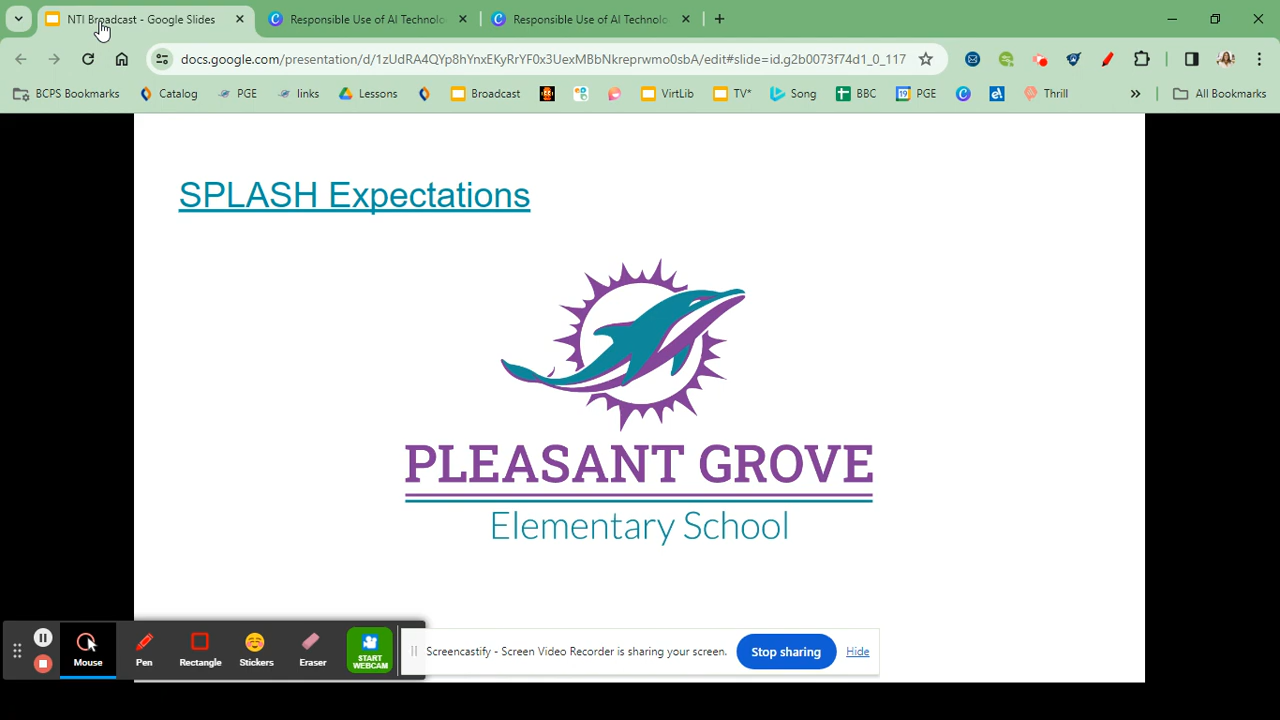 NTI Broadcast - Google Slides
Responsible Use of AI Technolo
Responsible Use of AI Technolo
docs.google.com/presentation/d/1zUdRA4QYp8hYnxEKyRrYF0x3UexMBbNkreprwmo0sbA/edit#slide=id.g2b0073f74d1_0_117
BCPS Bookmarks
Catalog
PGE
links
Lessons
Broadcast
VirtLib
TV*
Song
BBC
19 PGE
Thrill
All Bookmarks
SPLASH Expectations
PLEASANT GROVE
Elementary School
Mouse
Pen
Rectangle
Stickers
Eraser
START
WEBCAM
Screencastify - Screen Video Recorder is sharing your screen.
Stop sharing
Hide